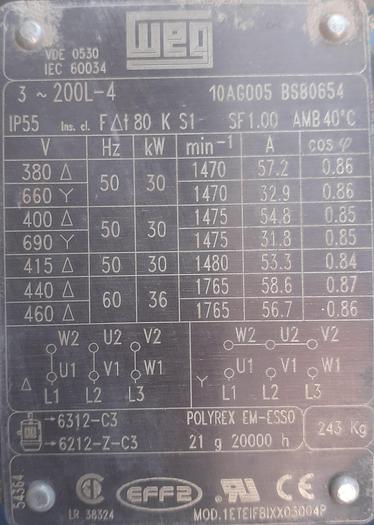 VDE 0530
IEC 60034
WEG
3 ~ 200L-4 10AG005 BS80654
IP55 Ins. cl. F Δt 80 K S1 SF 1.00 AMB 40°C
V Hz kW min⁻¹ A cos φ
380 Δ 50 30 1470 57.2 0.86
660 Y 1470 32.9 0.86
400 Δ 50 30 1475 54.8 0.85
690 Y 1475 31.8 0.85
415 Δ 50 30 1480 53.3 0.84
440 Δ 60 36 1765 58.6 0.87
460 Δ 1765 56.7 0.86
W2 U2 V2 W2 U2 V2
U1 V1 W1 U1 V1 W1
Δ L1 L2 L3 Y L1 L2 L3
6312-C3 POLYREX EM-ESSO 243 Kg
6212-Z-C3 21 g 20000 h
54364
LR 38324
EFF2
CE
MOD.1ETEIFBIXX03004P